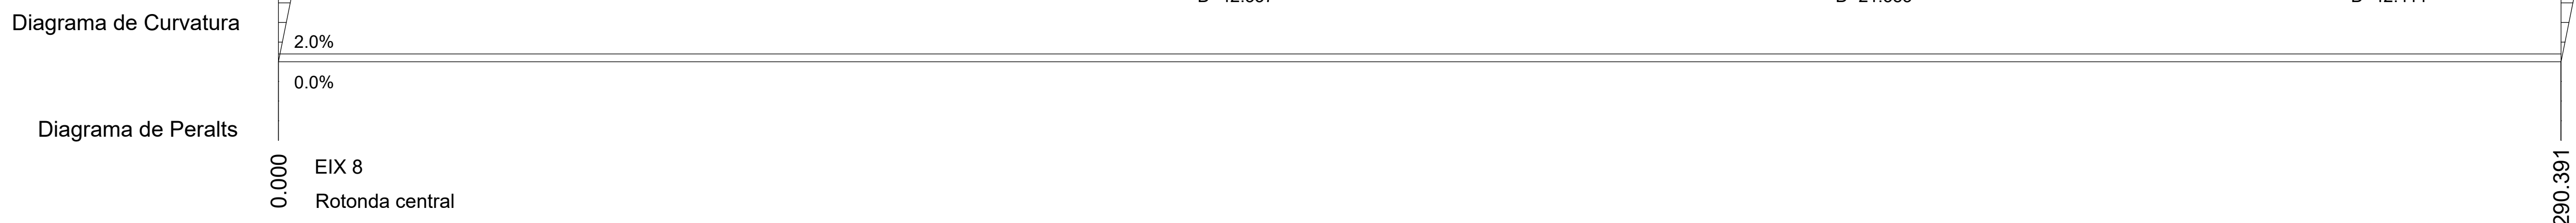 Diagrama de Curvatura
2.0%
0.0%
Diagrama de Peralts
0.000
EIX 8
Rotonda central
290.391